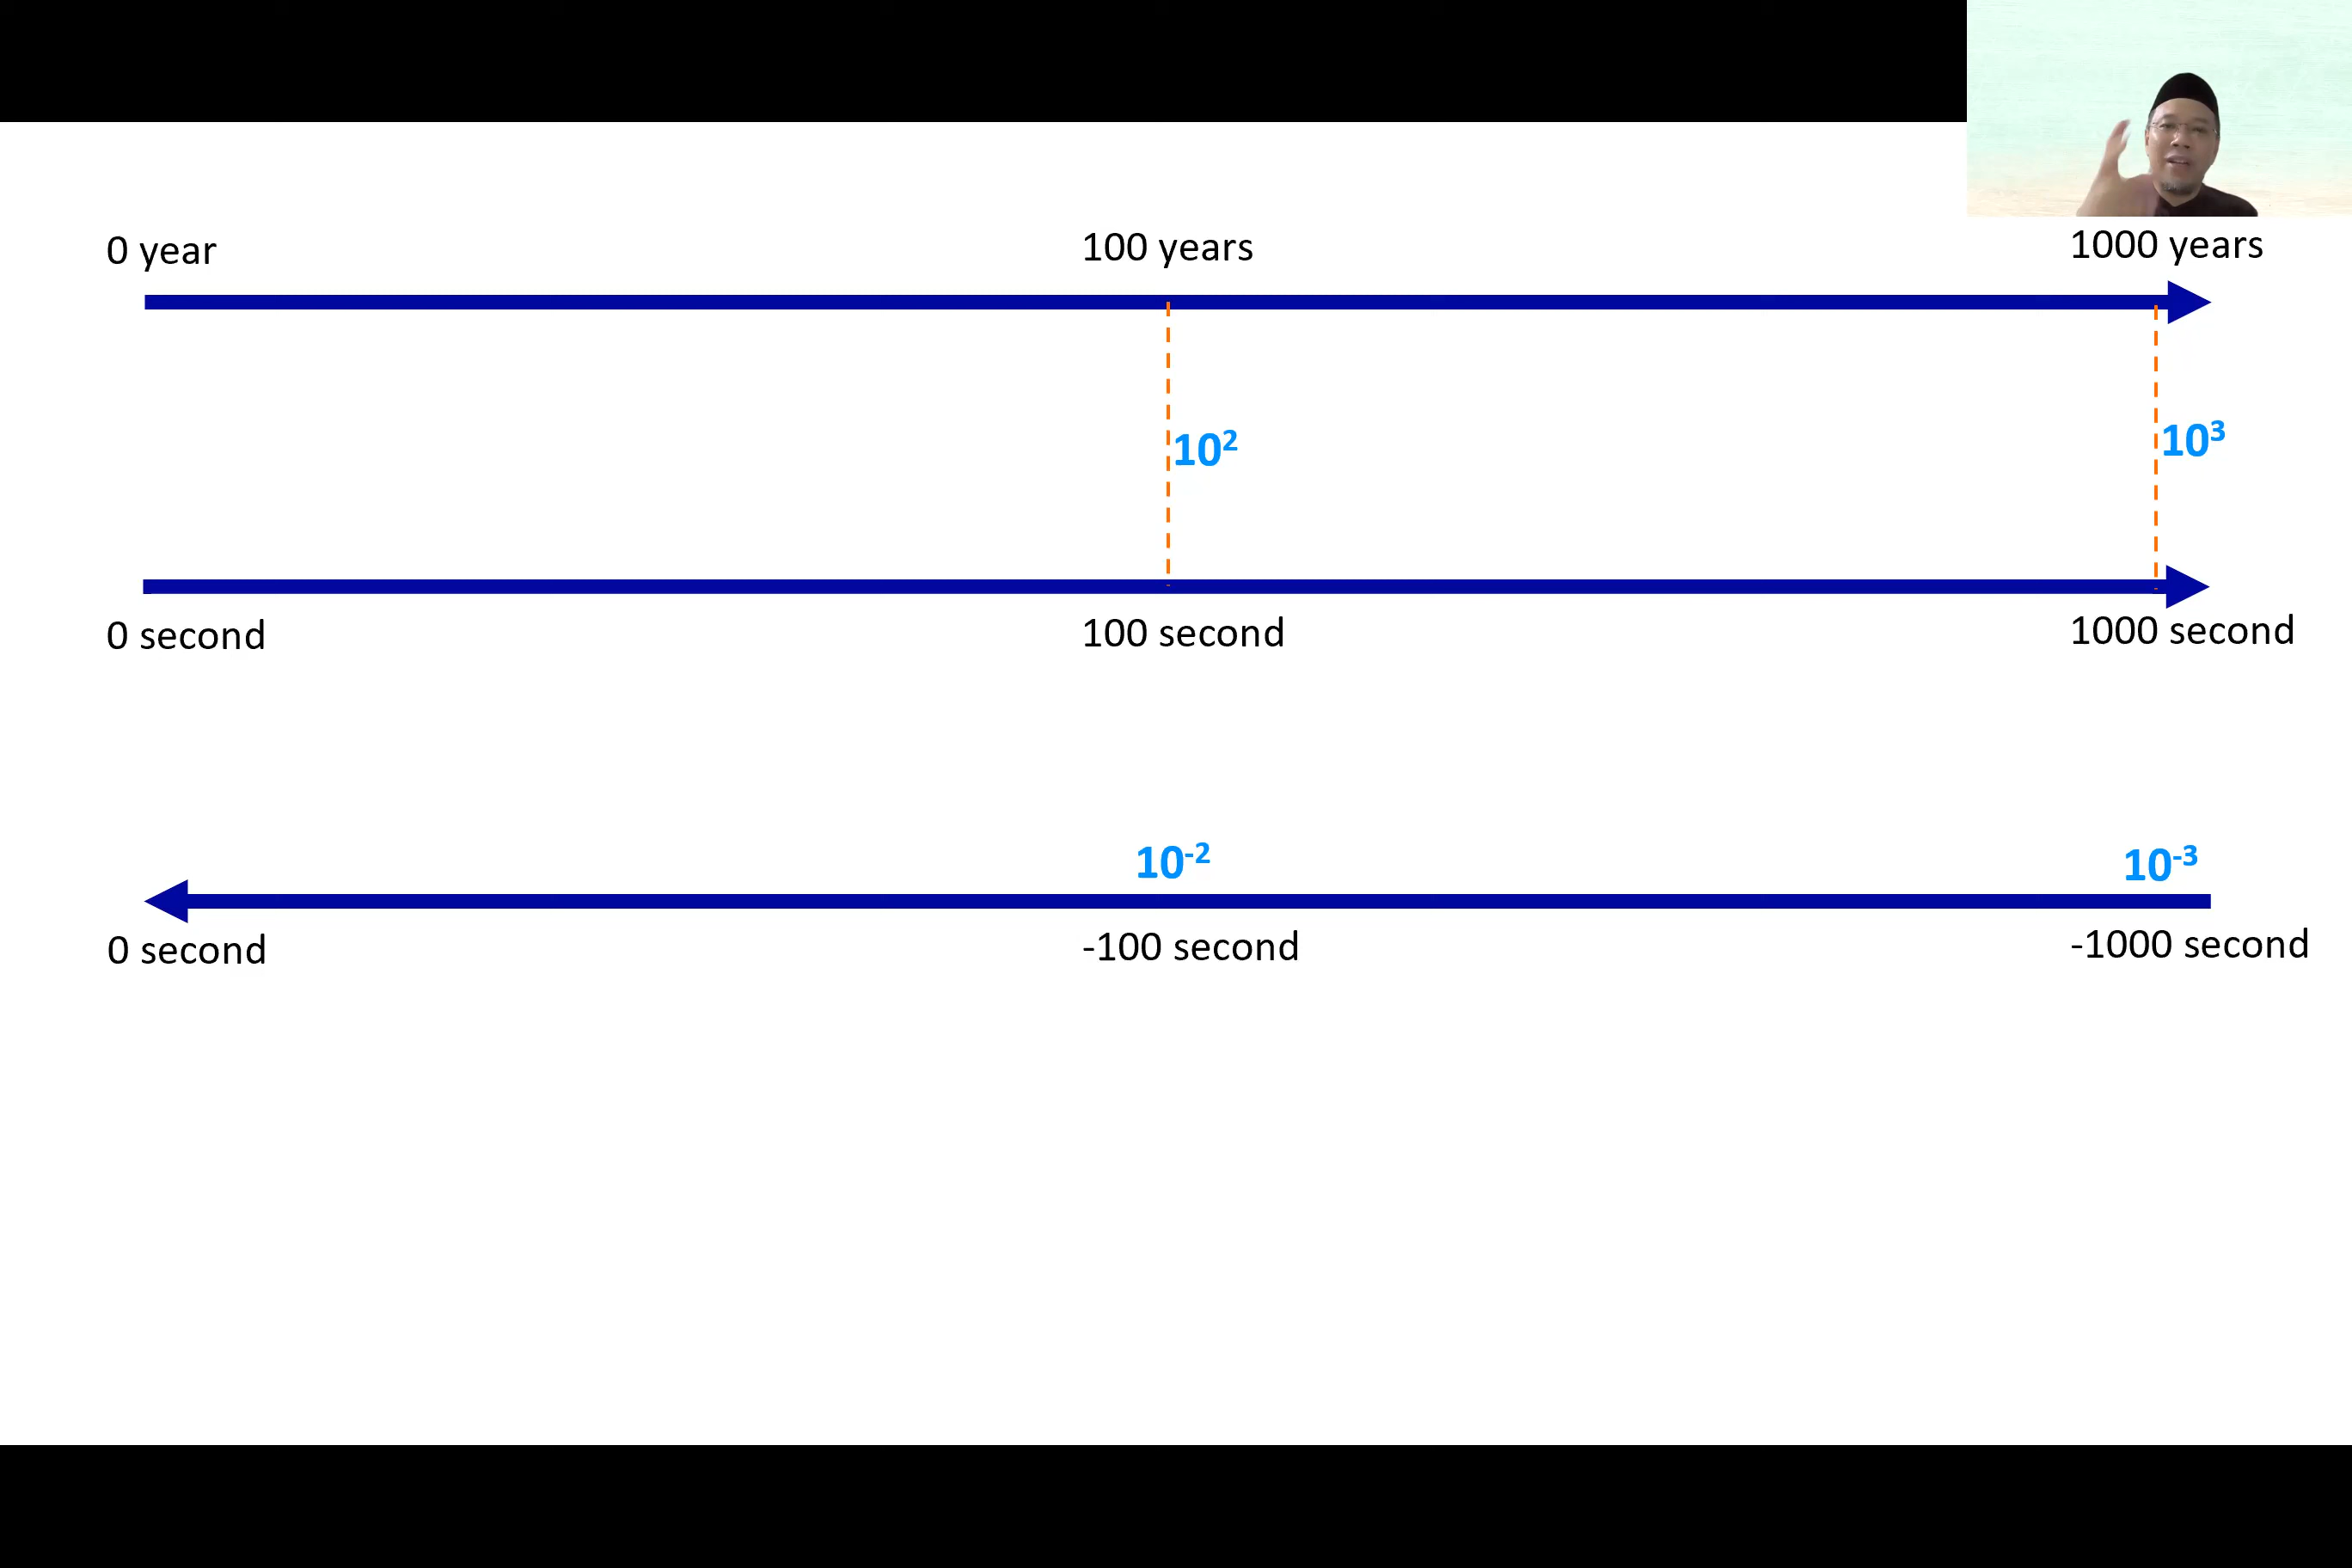 0 year 100 years 1000 years
10² 10³
0 second 100 second 1000 second
10⁻² 10⁻³
0 second -100 second -1000 second